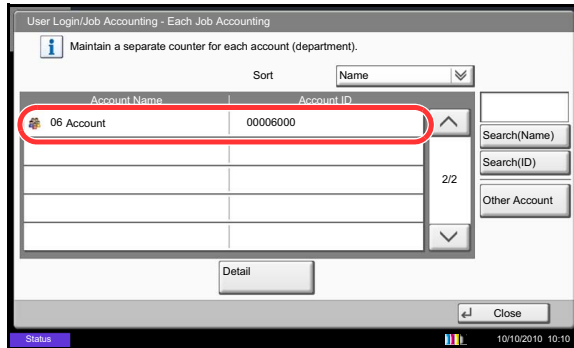 User Login/Job Accounting - Each Job Accounting
Maintain a separate counter for each account (department).
Sort Name
Account Name Account ID
06 Account 00006000
Search(Name)
Search(ID)
2/2
Other Account
Detail
Close
Status 10/10/2010 10:10